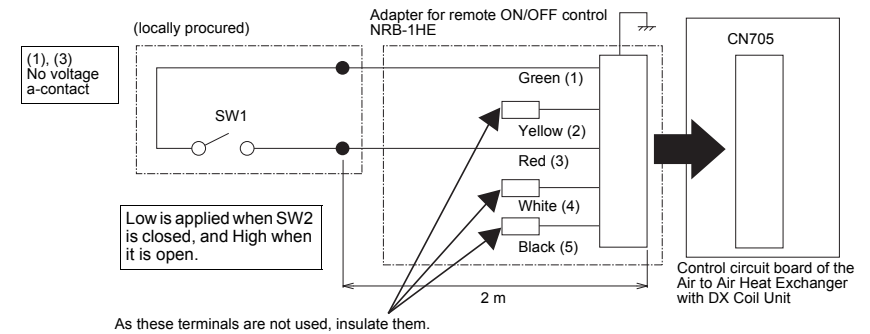 (locally procured)
Adapter for remote ON/OFF control
NRB-1HE
CN705
(1), (3)
No voltage
a-contact
Green (1)
SW1
Yellow (2)
Red (3)
White (4)
Low is applied when SW2
is closed, and High when
it is open.
Black (5)
Control circuit board of the
Air to Air Heat Exchanger
with DX Coil Unit
2 m
As these terminals are not used, insulate them.